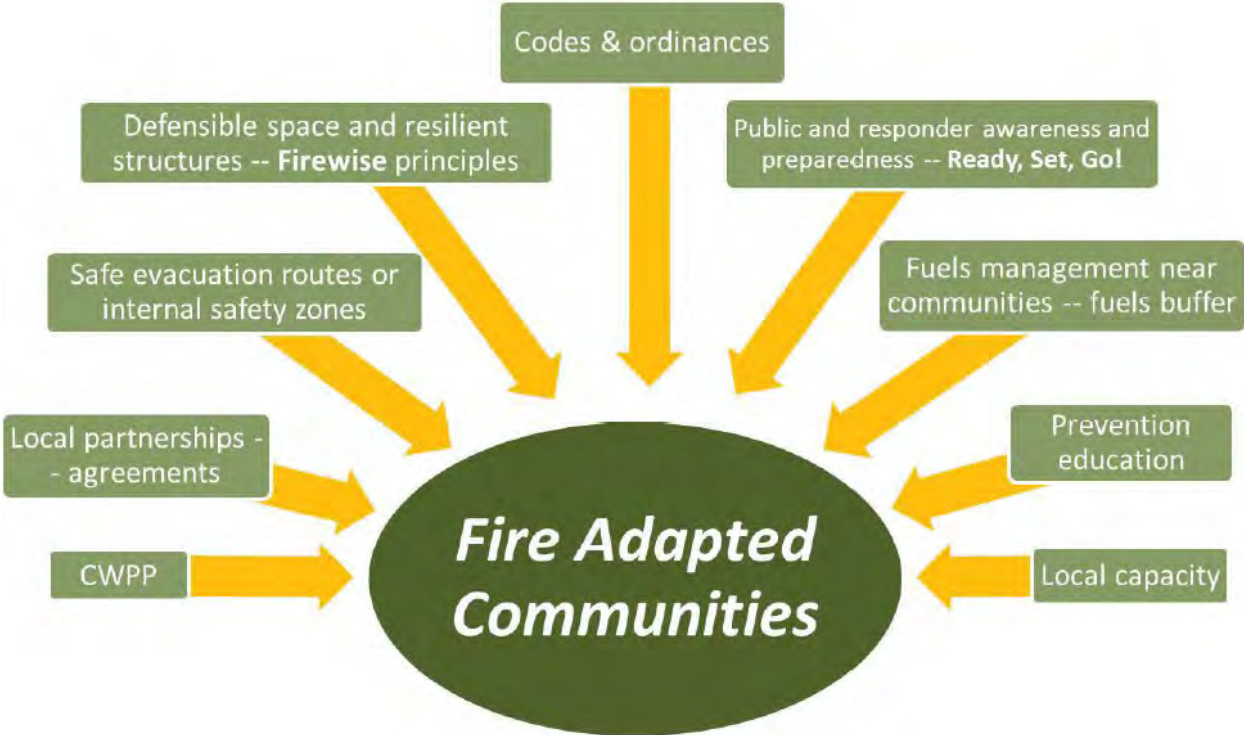 Codes & ordinances
Defensible space and resilient
structures -- Firewise principles
Public and responder awareness and
preparedness -- Ready, Set, Go!
Safe evacuation routes or
internal safety zones
Fuels management near
communities -- fuels buffer
Local partnerships -
- agreements
Prevention
education
CWPP
Local capacity
Fire Adapted
Communities